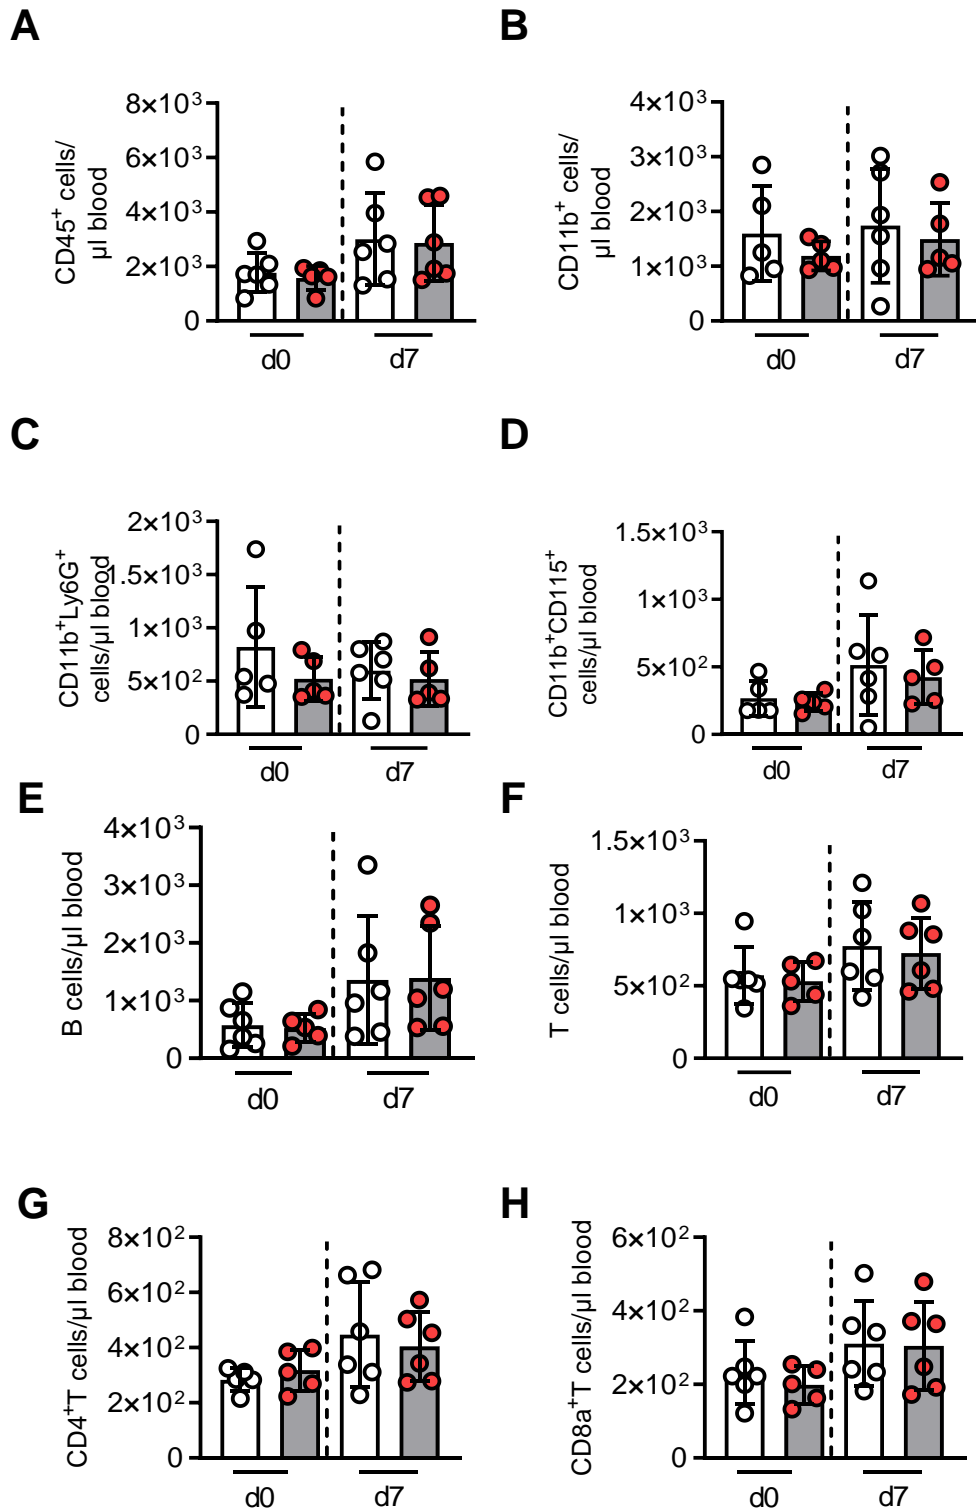 A
CD45⁺ cells/
µl blood
8×10³
6×10³
4×10³
2×10³
0
d0
d7
B
CD11b⁺ cells/
µl blood
4×10³
3×10³
2×10³
1×10³
0
d0
d7
C
CD11b⁺Ly6G⁺
cells/µl blood
2×10³
1.5×10³
1×10³
5×10²
0
d0
d7
D
CD11b⁺CD115⁺
cells/µl blood
1.5×10³
1×10³
5×10²
0
d0
d7
E
B cells/µl blood
4×10³
3×10³
2×10³
1×10³
0
d0
d7
F
T cells/µl blood
1.5×10³
1×10³
5×10²
0
d0
d7
G
CD4⁺T cells/µl blood
8×10²
6×10²
4×10²
2×10²
0
d0
d7
H
CD8a⁺T cells/µl blood
6×10²
4×10²
2×10²
0
d0
d7